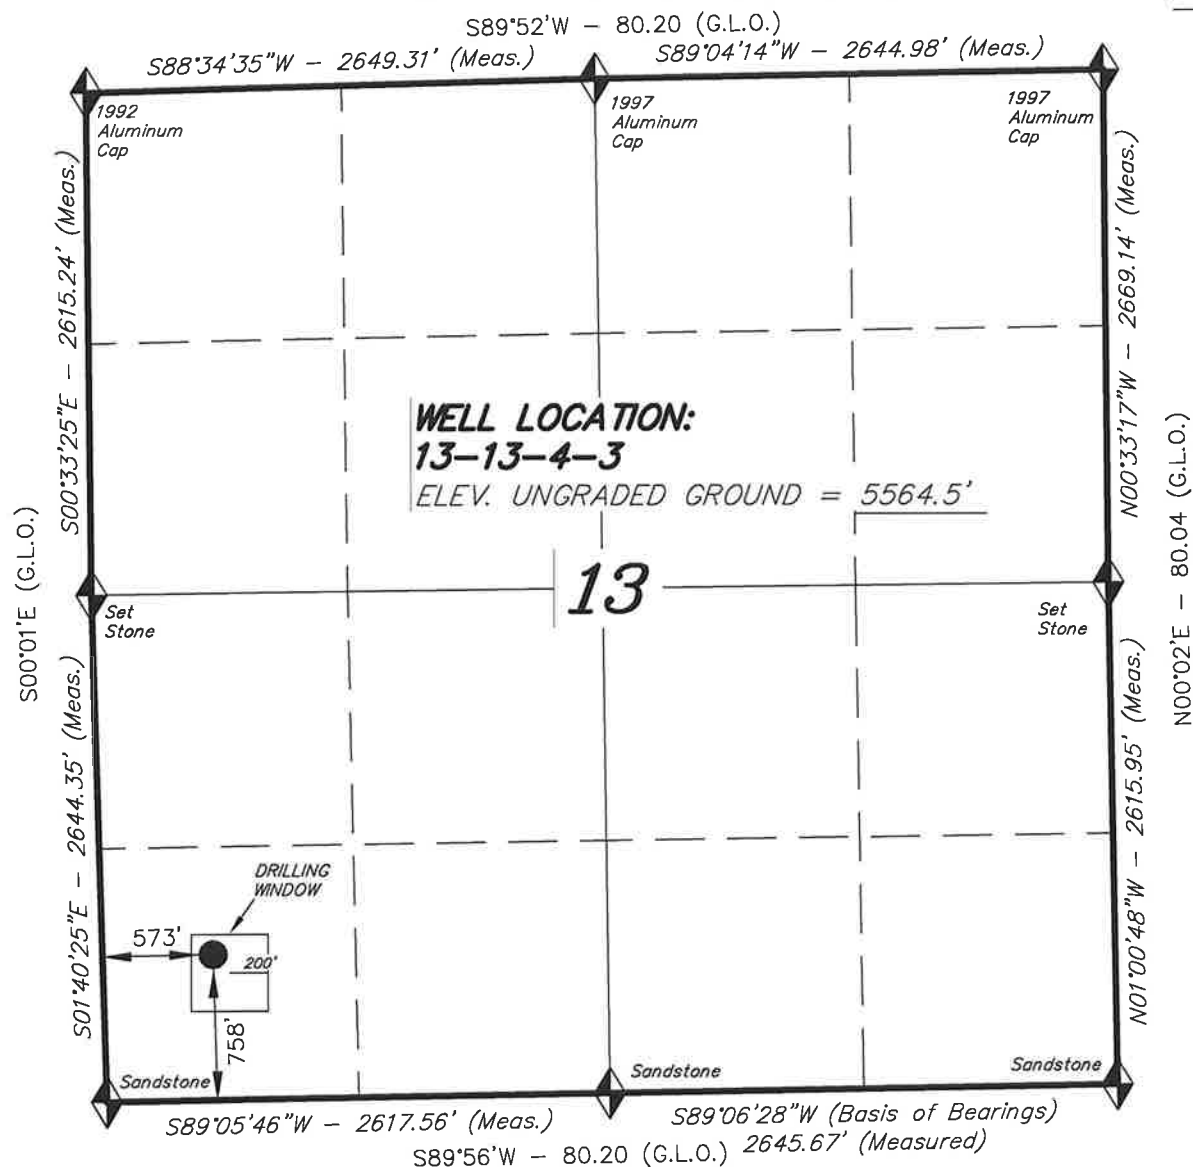 S89°52'W - 80.20 (G.L.O.)
S88°34'35"W - 2649.31' (Meas.)
S89°04'14"W - 2644.98' (Meas.)
1992
Aluminum
Cap
1997
Aluminum
Cap
1997
Aluminum
Cap
S00°33'25"E - 2615.24' (Meas.)
N00°33'17"W - 2669.14' (Meas.)
WELL LOCATION:
13-13-4-3
ELEV. UNGRADED GROUND = 5564.5'
S00°01'E (G.L.O.)
N00°02'E - 80.04 (G.L.O.)
13
Set
Stone
Set
Stone
S01°40'25"E - 2644.35' (Meas.)
N01°00'48"W - 2615.95' (Meas.)
DRILLING
WINDOW
573'
200'
758'
Sandstone
Sandstone
Sandstone
S89°05'46"W - 2617.56' (Meas.)
S89°06'28"W (Basis of Bearings)
2645.67' (Measured)
S89°56'W - 80.20 (G.L.O.)